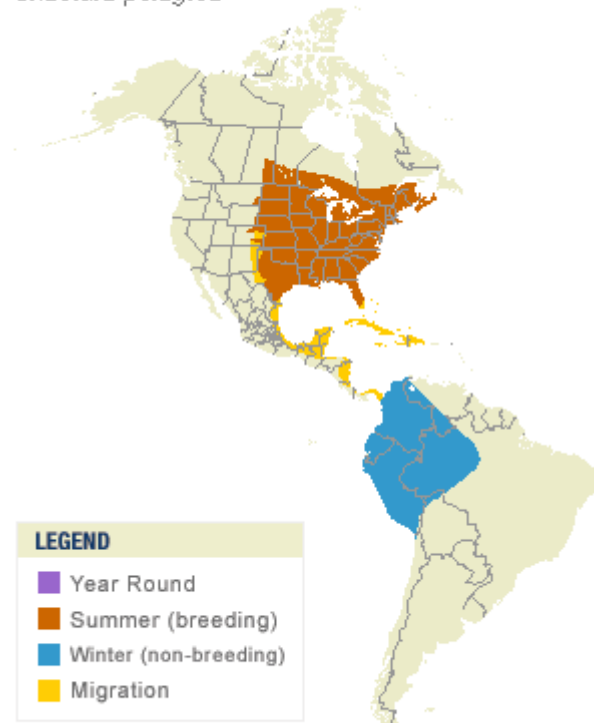 LEGEND
Year Round
Summer (breeding)
Winter (non-breeding)
Migration